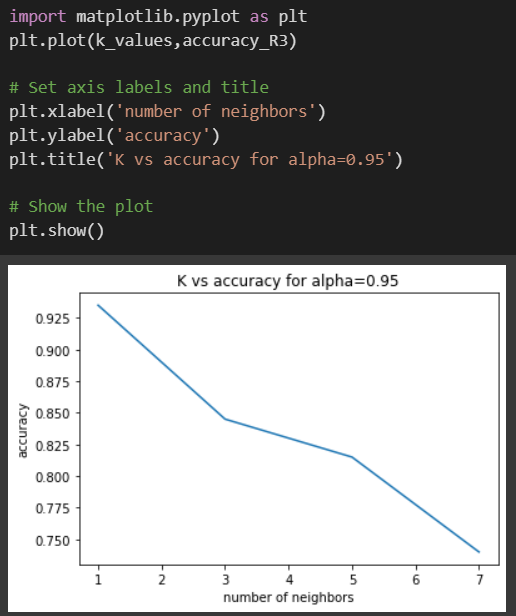 import matplotlib.pyplot as plt
plt.plot(k_values,accuracy_R3)
# Set axis labels and title
plt.xlabel('number of neighbors')
plt.ylabel('accuracy')
plt.title('K vs accuracy for alpha=0.95')
# Show the plot
plt.show()
K vs accuracy for alpha=0.95
accuracy
0.925
0.900
0.875
0.850
0.825
0.800
0.775
0.750
1 2 3 4 5 6 7
number of neighbors